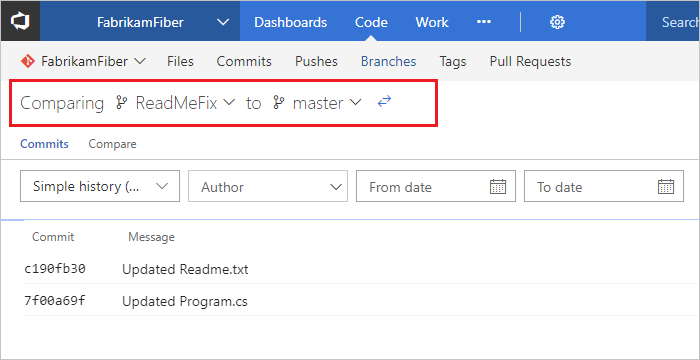 FabrikamFiber Dashboards Code Work ••• Search
FabrikamFiber Files Commits Pushes Branches Tags Pull Requests
Comparing ReadMeFix to master
Commits Compare
Simple history (... Author From date To date
Commit Message
c190fb30 Updated Readme.txt
7f00a69f Updated Program.cs